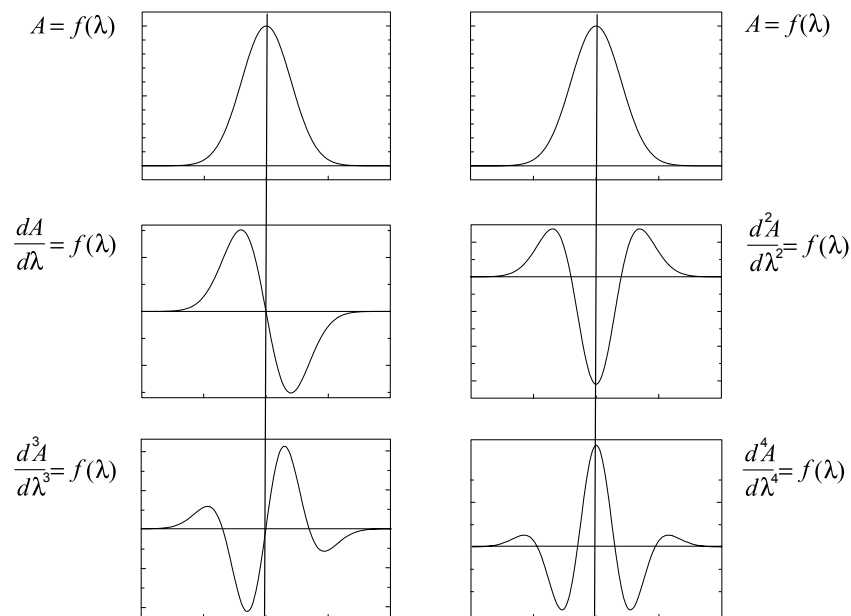 A = f(λ)
A = f(λ)
dA/dλ = f(λ)
d²A/dλ² = f(λ)
d³A/dλ³ = f(λ)
d⁴A/dλ⁴ = f(λ)